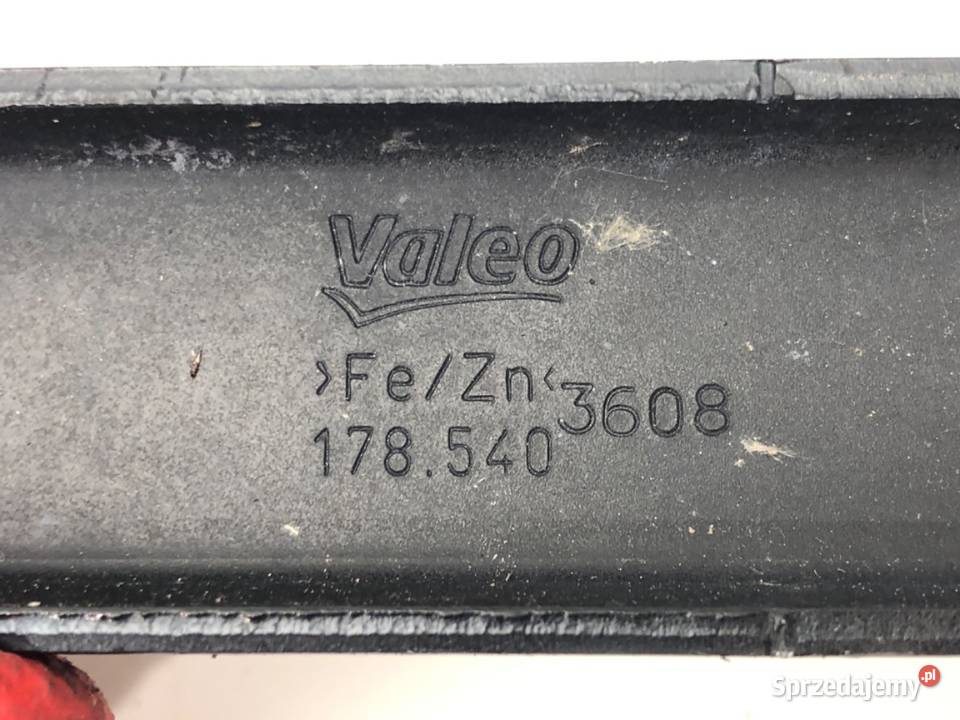 Valeo
>Fe/Zn<
3608
178.540
Sprzedajemy.pl